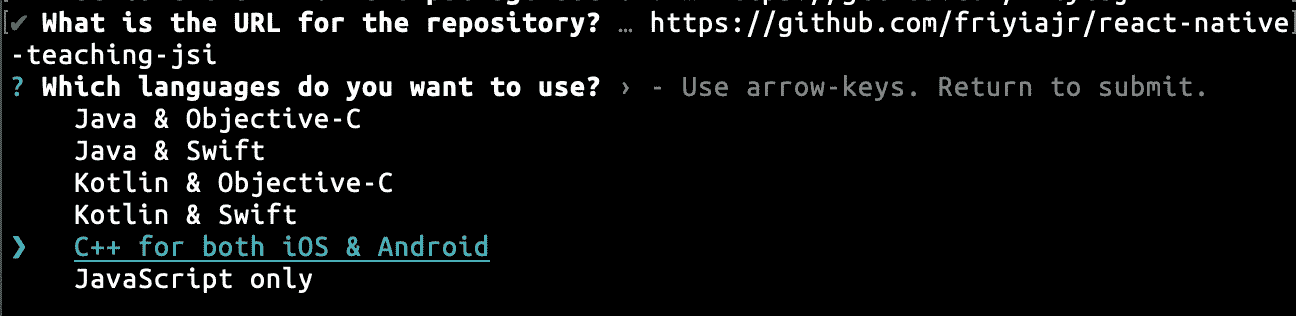 ✔ What is the URL for the repository? … https://github.com/friyiajr/react-native
-teaching-jsi
? Which languages do you want to use? › - Use arrow-keys. Return to submit.
Java & Objective-C
Java & Swift
Kotlin & Objective-C
Kotlin & Swift
❯ C++ for both iOS & Android
JavaScript only